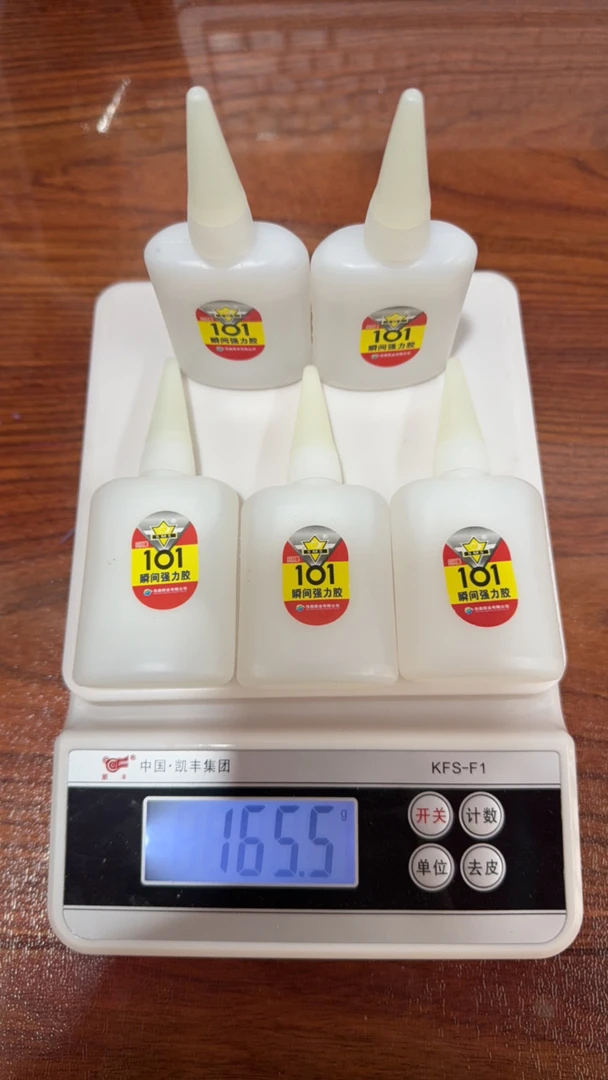 101
瞬间强力胶
101
瞬间强力胶
101
瞬间强力胶
101
瞬间强力胶
101
瞬间强力胶
中国·凯丰集团
KFS-F1
165.5 g
开关
计数
单位
去皮